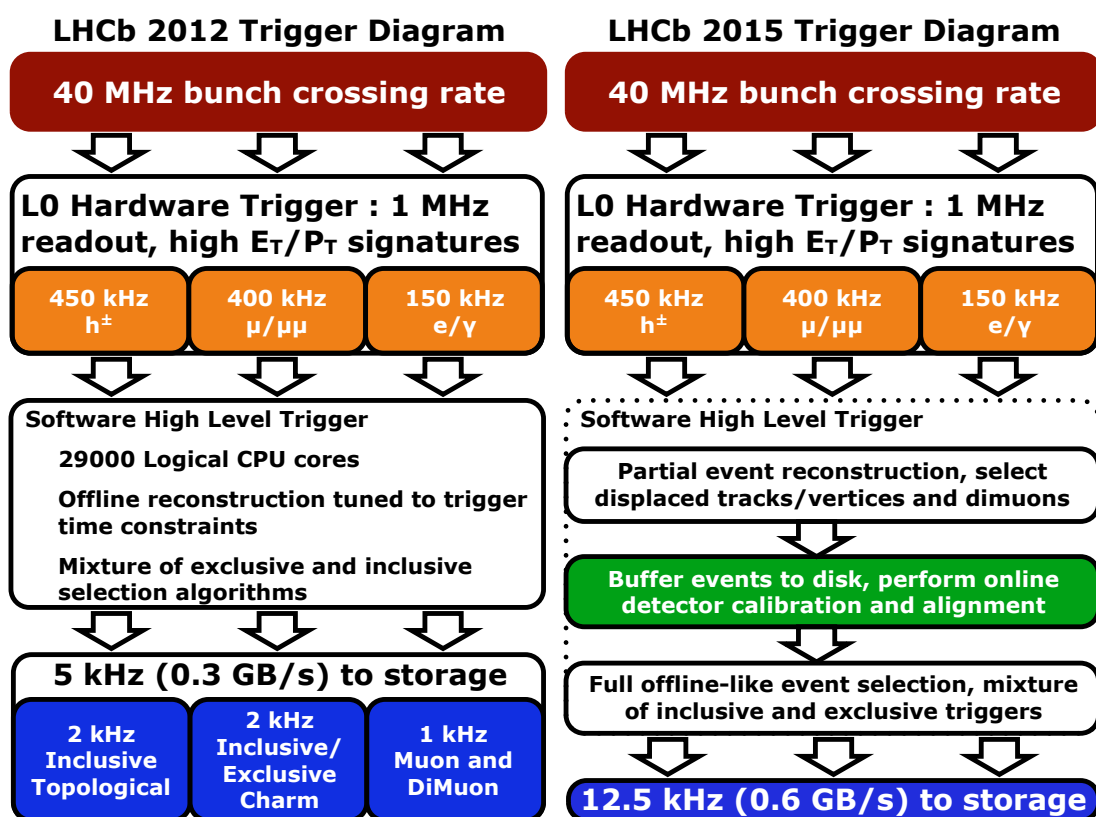 LHCb 2012 Trigger Diagram
40 MHz bunch crossing rate
L0 Hardware Trigger : 1 MHz
readout, high E_T/P_T signatures
450 kHz
h±
400 kHz
µ/µµ
150 kHz
e/γ
Software High Level Trigger
29000 Logical CPU cores
Offline reconstruction tuned to trigger
time constraints
Mixture of exclusive and inclusive
selection algorithms
5 kHz (0.3 GB/s) to storage
2 kHz
Inclusive
Topological
2 kHz
Inclusive/
Exclusive
Charm
1 kHz
Muon and
DiMuon
LHCb 2015 Trigger Diagram
40 MHz bunch crossing rate
L0 Hardware Trigger : 1 MHz
readout, high E_T/P_T signatures
450 kHz
h±
400 kHz
µ/µµ
150 kHz
e/γ
Software High Level Trigger
Partial event reconstruction, select
displaced tracks/vertices and dimuons
Buffer events to disk, perform online
detector calibration and alignment
Full offline-like event selection, mixture
of inclusive and exclusive triggers
12.5 kHz (0.6 GB/s) to storage